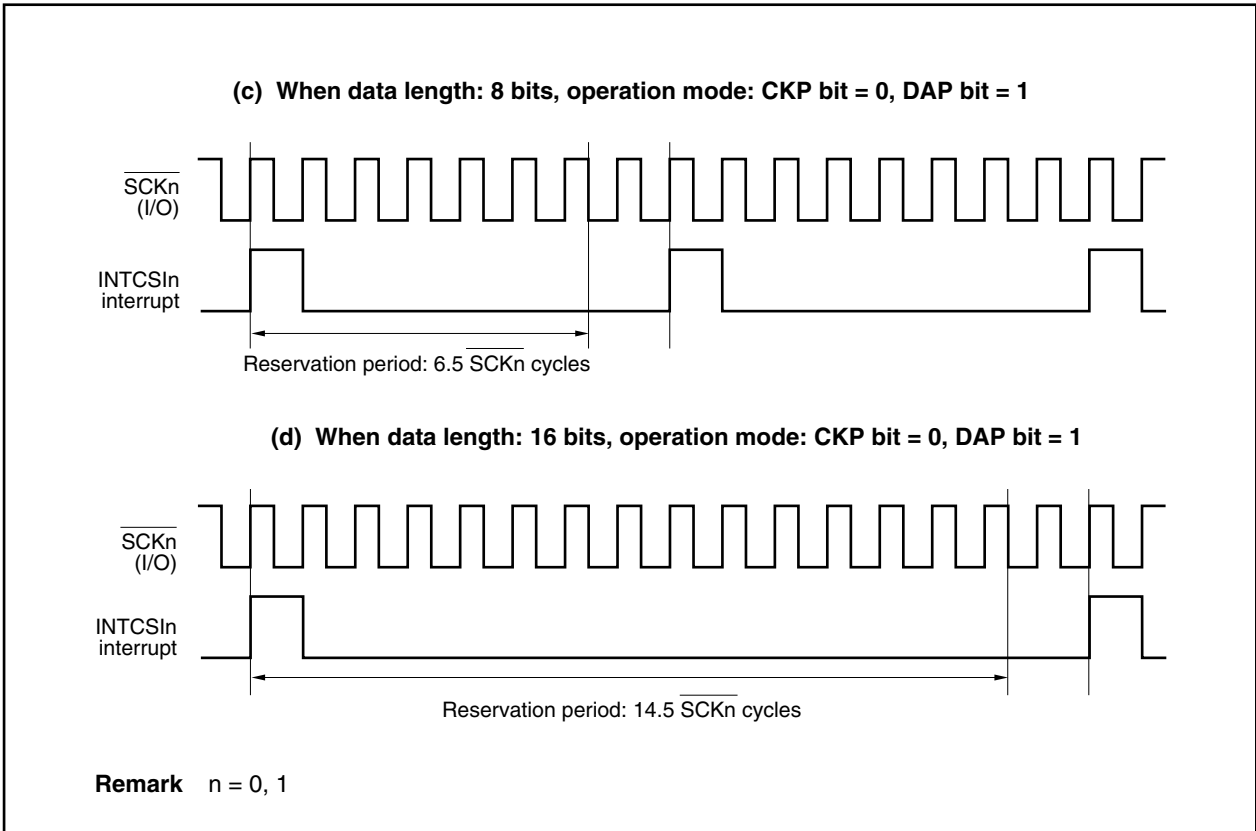 (c) When data length: 8 bits, operation mode: CKP bit = 0, DAP bit = 1
SCKn
(I/O)
INTCSIn
interrupt
Reservation period: 6.5 SCKn cycles
(d) When data length: 16 bits, operation mode: CKP bit = 0, DAP bit = 1
SCKn
(I/O)
INTCSIn
interrupt
Reservation period: 14.5 SCKn cycles
Remark n = 0, 1